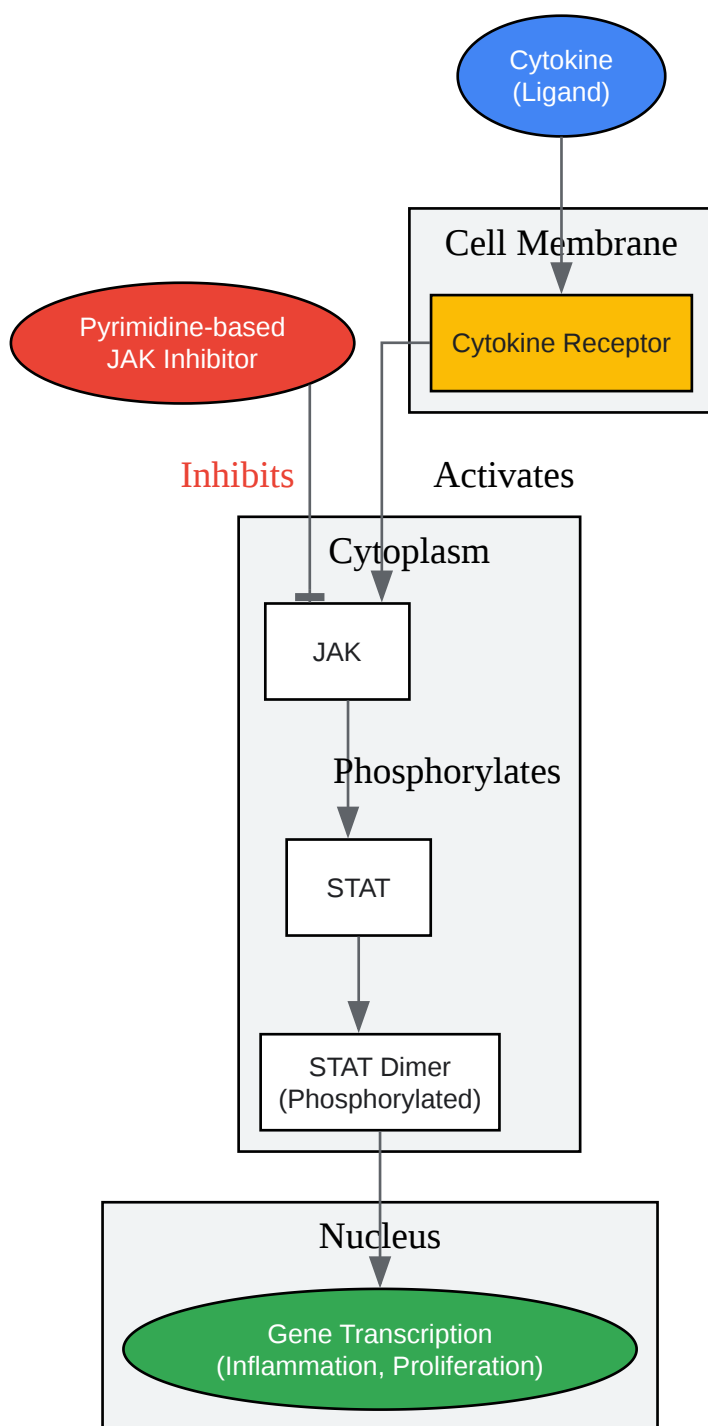 Cytokine
(Ligand)
Cell Membrane
Cytokine Receptor
Pyrimidine-based
JAK Inhibitor
Inhibits
Activates
Cytoplasm
JAK
Phosphorylates
STAT
STAT Dimer
(Phosphorylated)
Nucleus
Gene Transcription
(Inflammation, Proliferation)